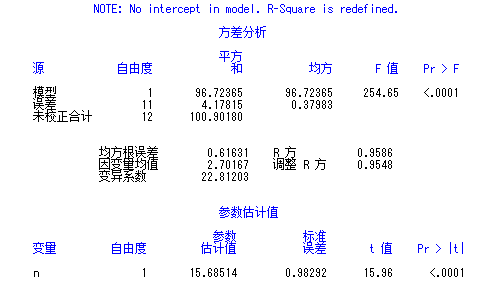 NOTE: No intercept in model. R-Square is redefined.
方差分析
源 自由度 平方和 均方 F 值 Pr > F
模型 1 96.72365 96.72365 254.65 <.0001
误差 11 4.17815 0.37983
未校正合计 12 100.90180
均方根误差 0.61631 R 方 0.9586
因变量均值 2.70167 调整 R 方 0.9548
变异系数 22.81203
参数估计值
变量 自由度 参数估计值 标准误差 t 值 Pr > |t|
n 1 15.68514 0.98292 15.96 <.0001